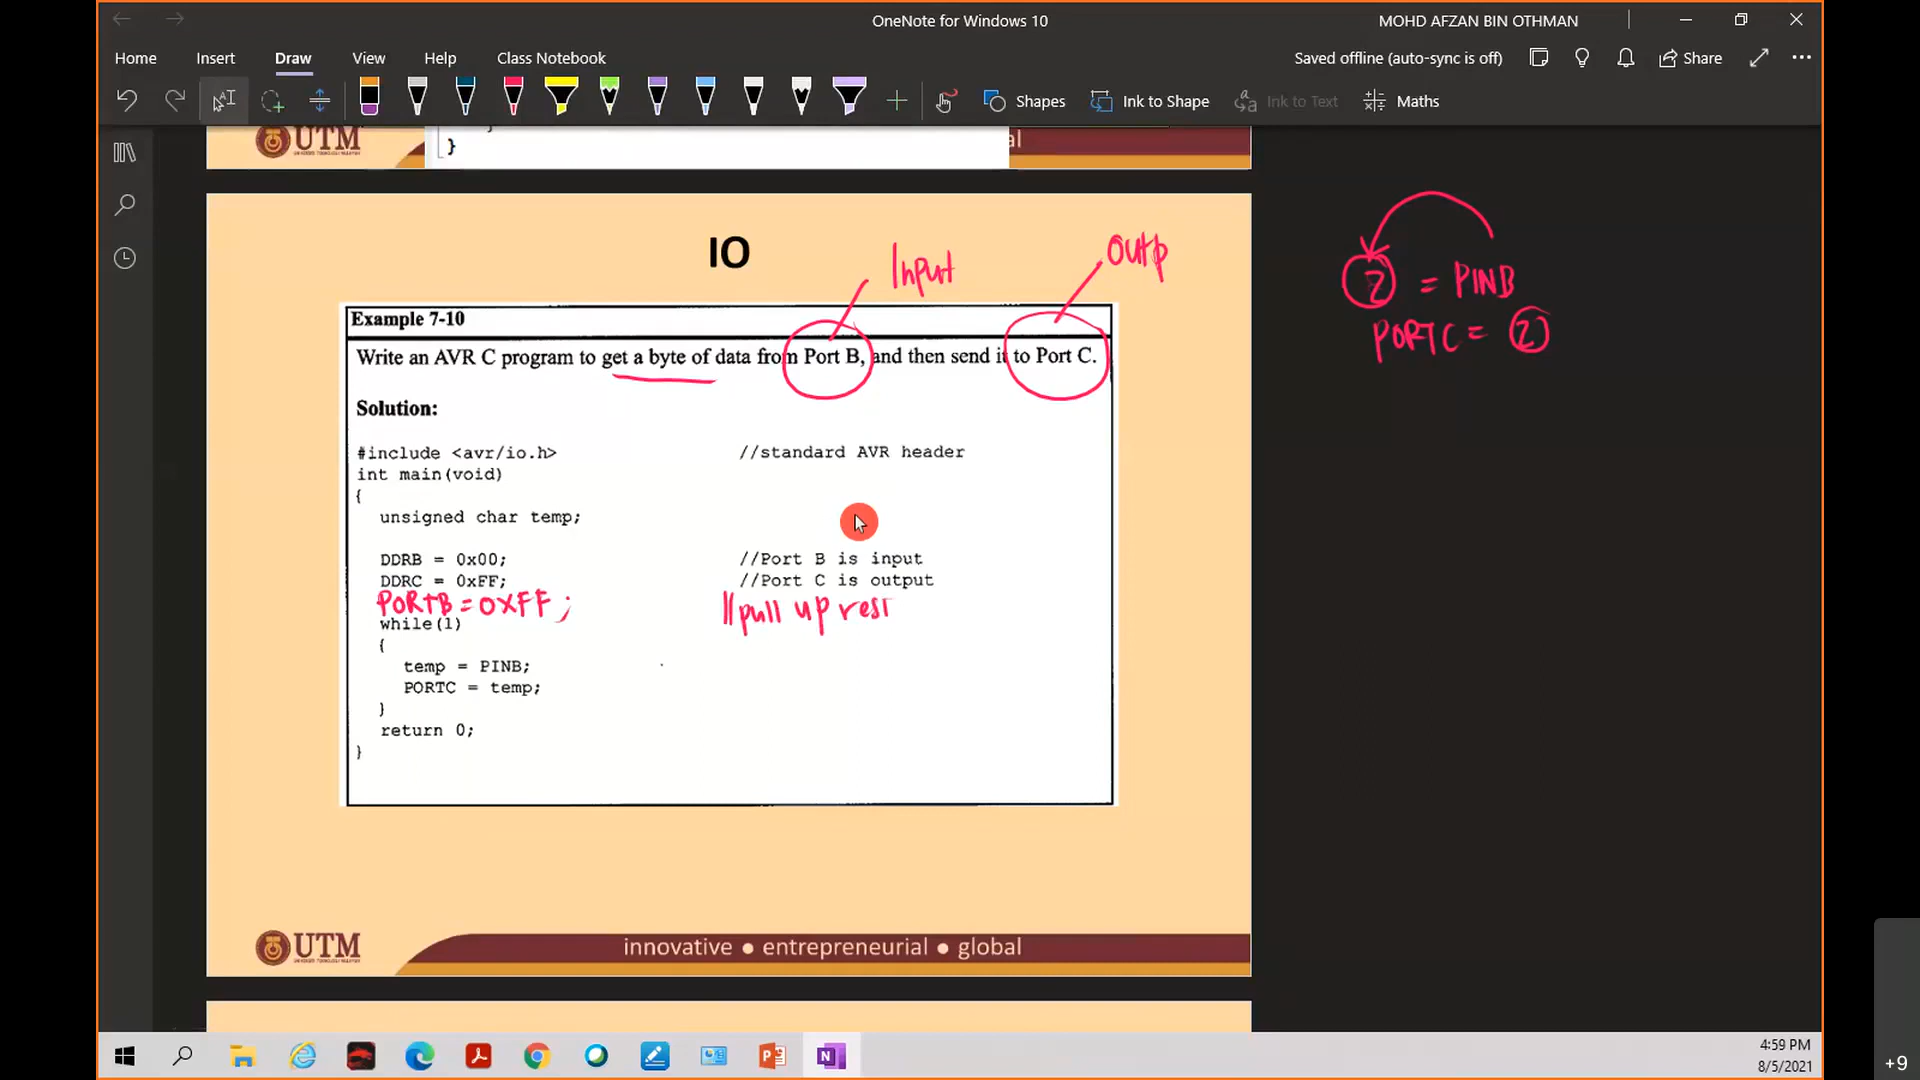 OneNote for Windows 10
MOHD AFZAN BIN OTHMAN
Home Insert Draw View Help Class Notebook
Saved offline (auto-sync is off) Share
Shapes Ink to Shape Ink to Text Maths
UTM
al
}
IO
Input
Outp
Example 7-10
Write an AVR C program to get a byte of data from Port B, and then send it to Port C.
Solution:
#include <avr/io.h> //standard AVR header
int main(void)
{
unsigned char temp;
DDRB = 0x00; //Port B is input
DDRC = 0xFF; //Port C is output
PORTB = 0XFF; //pull up resi
while(1)
{
temp = PINB;
PORTC = temp;
}
return 0;
}
= PINB
PORTC =
UTM
innovative ● entrepreneurial ● global
4:59 PM
8/5/2021
+9